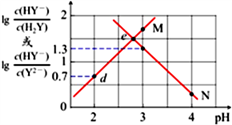 lg c(HY⁻)/c(H₂Y)
或
lg c(HY⁻)/c(Y²⁻)
2
1.3
1
0.7
0
2 3 4 pH
M
e
d
N